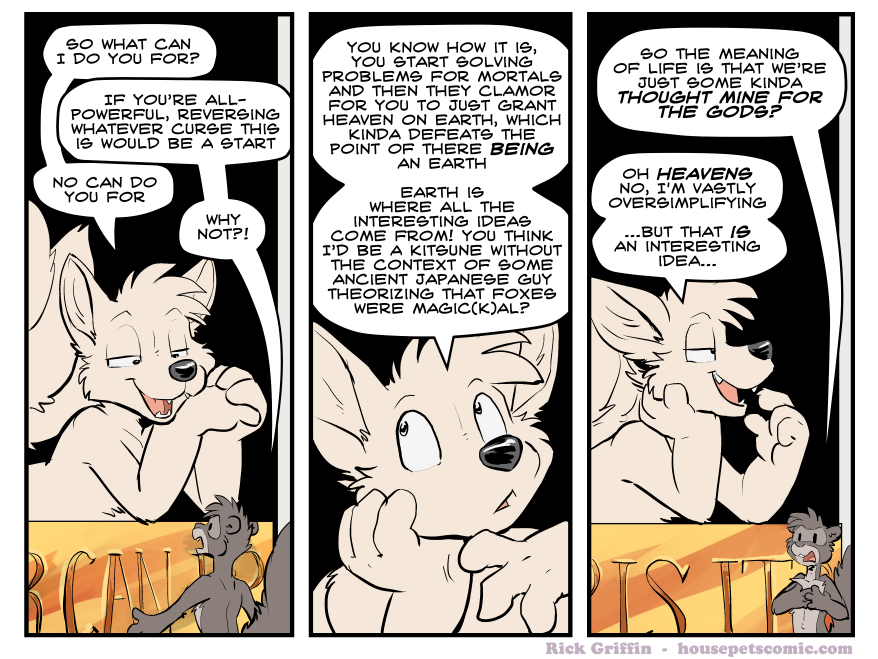 SO WHAT CAN
I DO YOU FOR?
IF YOU'RE ALL-
POWERFUL, REVERSING
WHATEVER CURSE THIS
IS WOULD BE A START
NO CAN DO
YOU FOR
WHY
NOT?!
YOU KNOW HOW IT IS,
YOU START SOLVING
PROBLEMS FOR MORTALS
AND THEN THEY CLAMOR
FOR YOU TO JUST GRANT
HEAVEN ON EARTH, WHICH
KINDA DEFEATS THE
POINT OF THERE BEING
AN EARTH
EARTH IS
WHERE ALL THE
INTERESTING IDEAS
COME FROM! YOU THINK
I'D BE A KITSUNE WITHOUT
THE CONTEXT OF SOME
ANCIENT JAPANESE GUY
THEORIZING THAT FOXES
WERE MAGIC(K)AL?
SO THE MEANING
OF LIFE IS THAT WE'RE
JUST SOME KINDA
THOUGHT MINE FOR
THE GODS?
OH HEAVENS
NO, I'M VASTLY
OVERSIMPLIFYING
...BUT THAT IS
AN INTERESTING
IDEA...
IS IT
Rick Griffin - housepetscomic.com